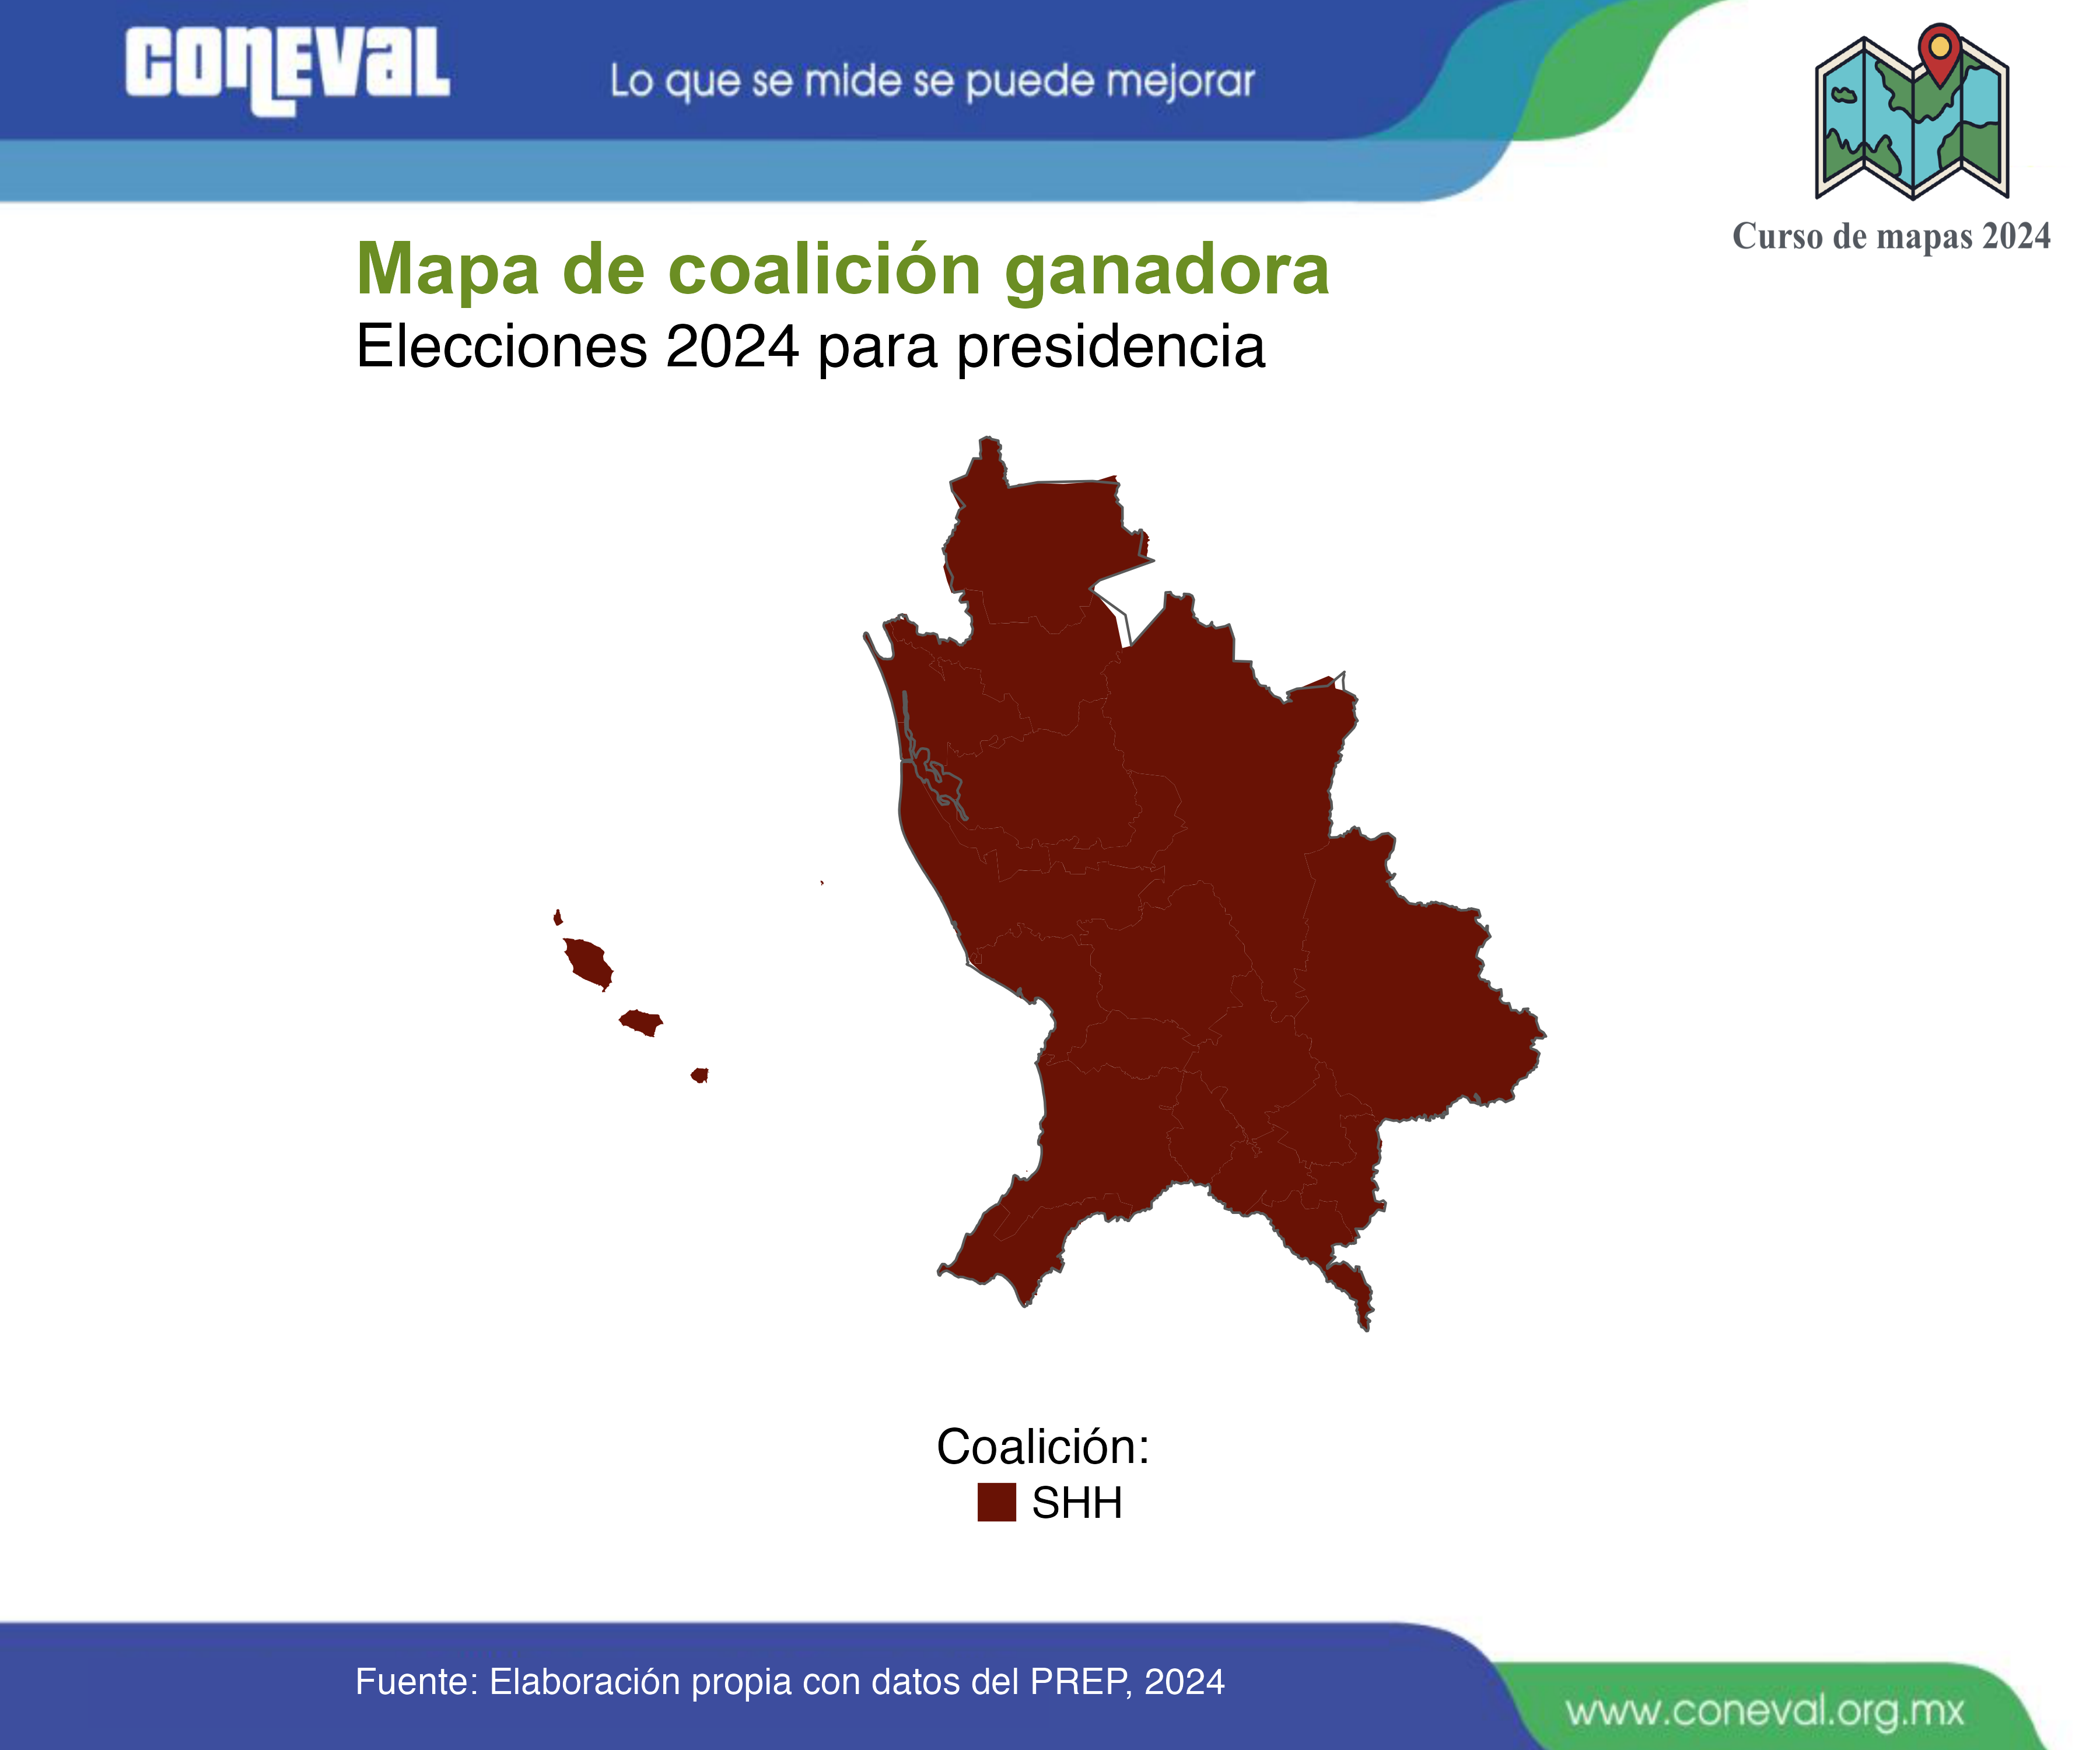 CONEVAL
Lo que se mide se puede mejorar
Curso de mapas 2024
Mapa de coalición ganadora
Elecciones 2024 para presidencia
Coalición:
SHH
Fuente: Elaboración propia con datos del PREP, 2024
www.coneval.org.mx